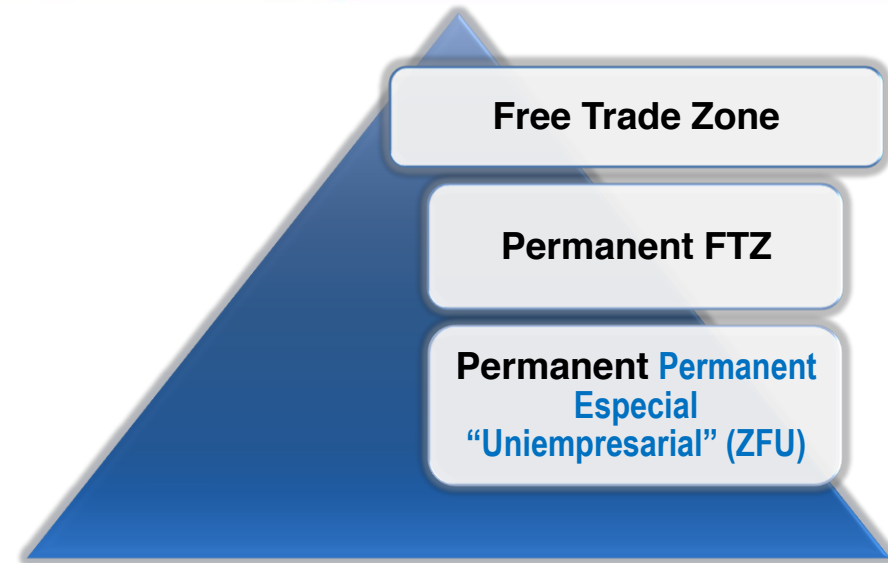 Free Trade Zone
Permanent FTZ
Permanent Permanent
Especial
“Uniempresarial” (ZFU)